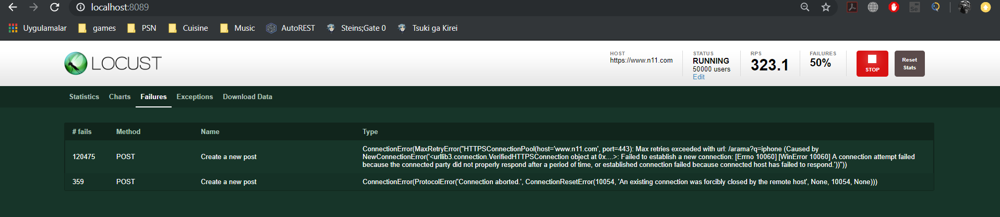 localhost:8089
Uygulamalar games PSN Cuisine Music AutoREST Steins;Gate 0 Tsuki ga Kirei
LOCUST
HOST
https://www.n11.com
STATUS
RUNNING
50000 users
Edit
RPS
323.1
FAILURES
50%
STOP
Reset
Stats
Statistics Charts Failures Exceptions Download Data
# fails Method Name Type
120475 POST Create a new post
ConnectionError(MaxRetryError("HTTPSConnectionPool(host='www.n11.com', port=443): Max retries exceeded with url: /arama?q=iphone (Caused by
NewConnectionError('<urllib3.connection.VerifiedHTTPSConnection object at 0x....>: Failed to establish a new connection: [Errno 10060] [WinError 10060] A connection attempt failed
because the connected party did not properly respond after a period of time, or established connection failed because connected host has failed to respond.'))"))
359 POST Create a new post ConnectionError(ProtocolError('Connection aborted.', ConnectionResetError(10054, 'An existing connection was forcibly closed by the remote host', None, 10054, None)))